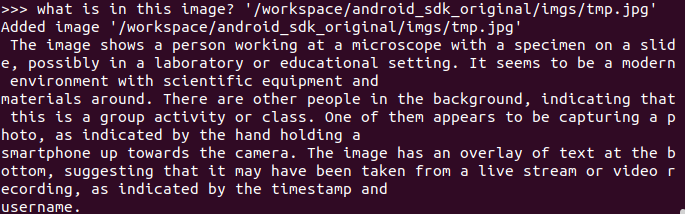 >>> what is in this image? '/workspace/android_sdk_original/imgs/tmp.jpg'
Added image '/workspace/android_sdk_original/imgs/tmp.jpg'
 The image shows a person working at a microscope with a specimen on a slid
e, possibly in a laboratory or educational setting. It seems to be a modern
 environment with scientific equipment and
materials around. There are other people in the background, indicating that
 this is a group activity or class. One of them appears to be capturing a p
hoto, as indicated by the hand holding a
smartphone up towards the camera. The image has an overlay of text at the b
ottom, suggesting that it may have been taken from a live stream or video r
ecording, as indicated by the timestamp and
username.